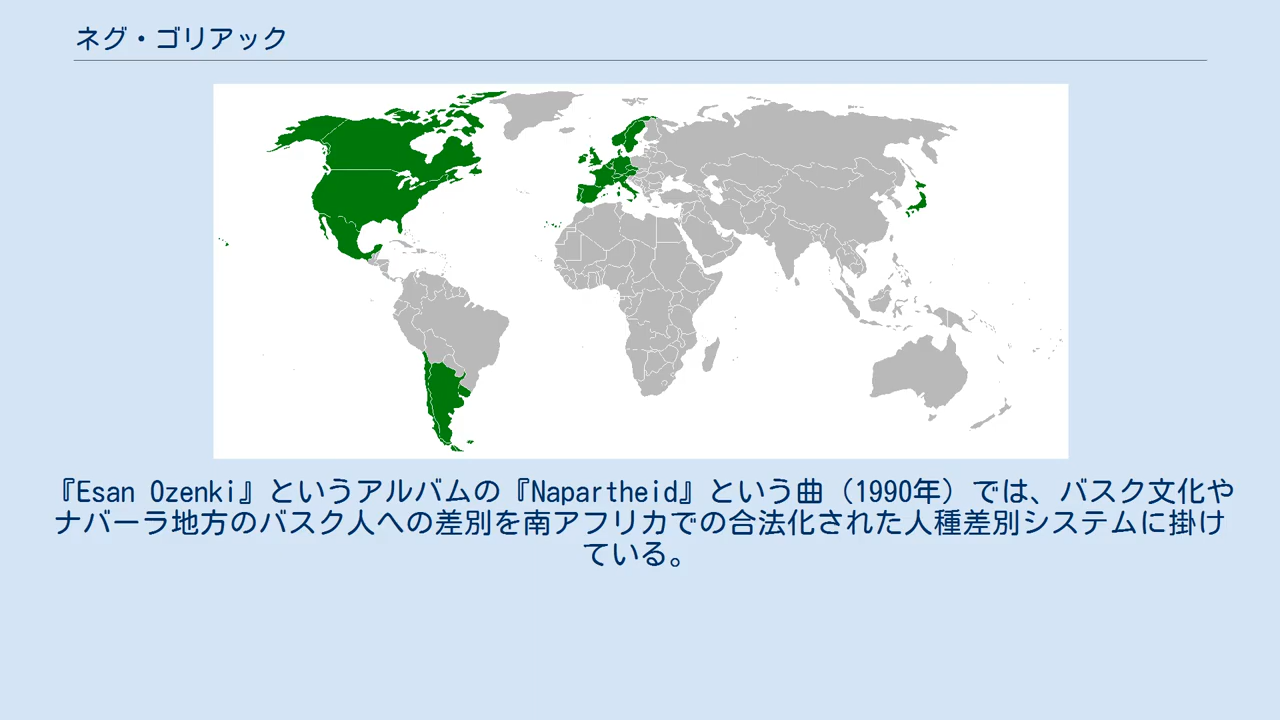 ネグ・ゴリアック
『Esan Ozenki』というアルバムの『Napartheid』という曲（1990年）では、バスク文化や
ナバーラ地方のバスク人への差別を南アフリカでの合法化された人種差別システムに掛け
ている。